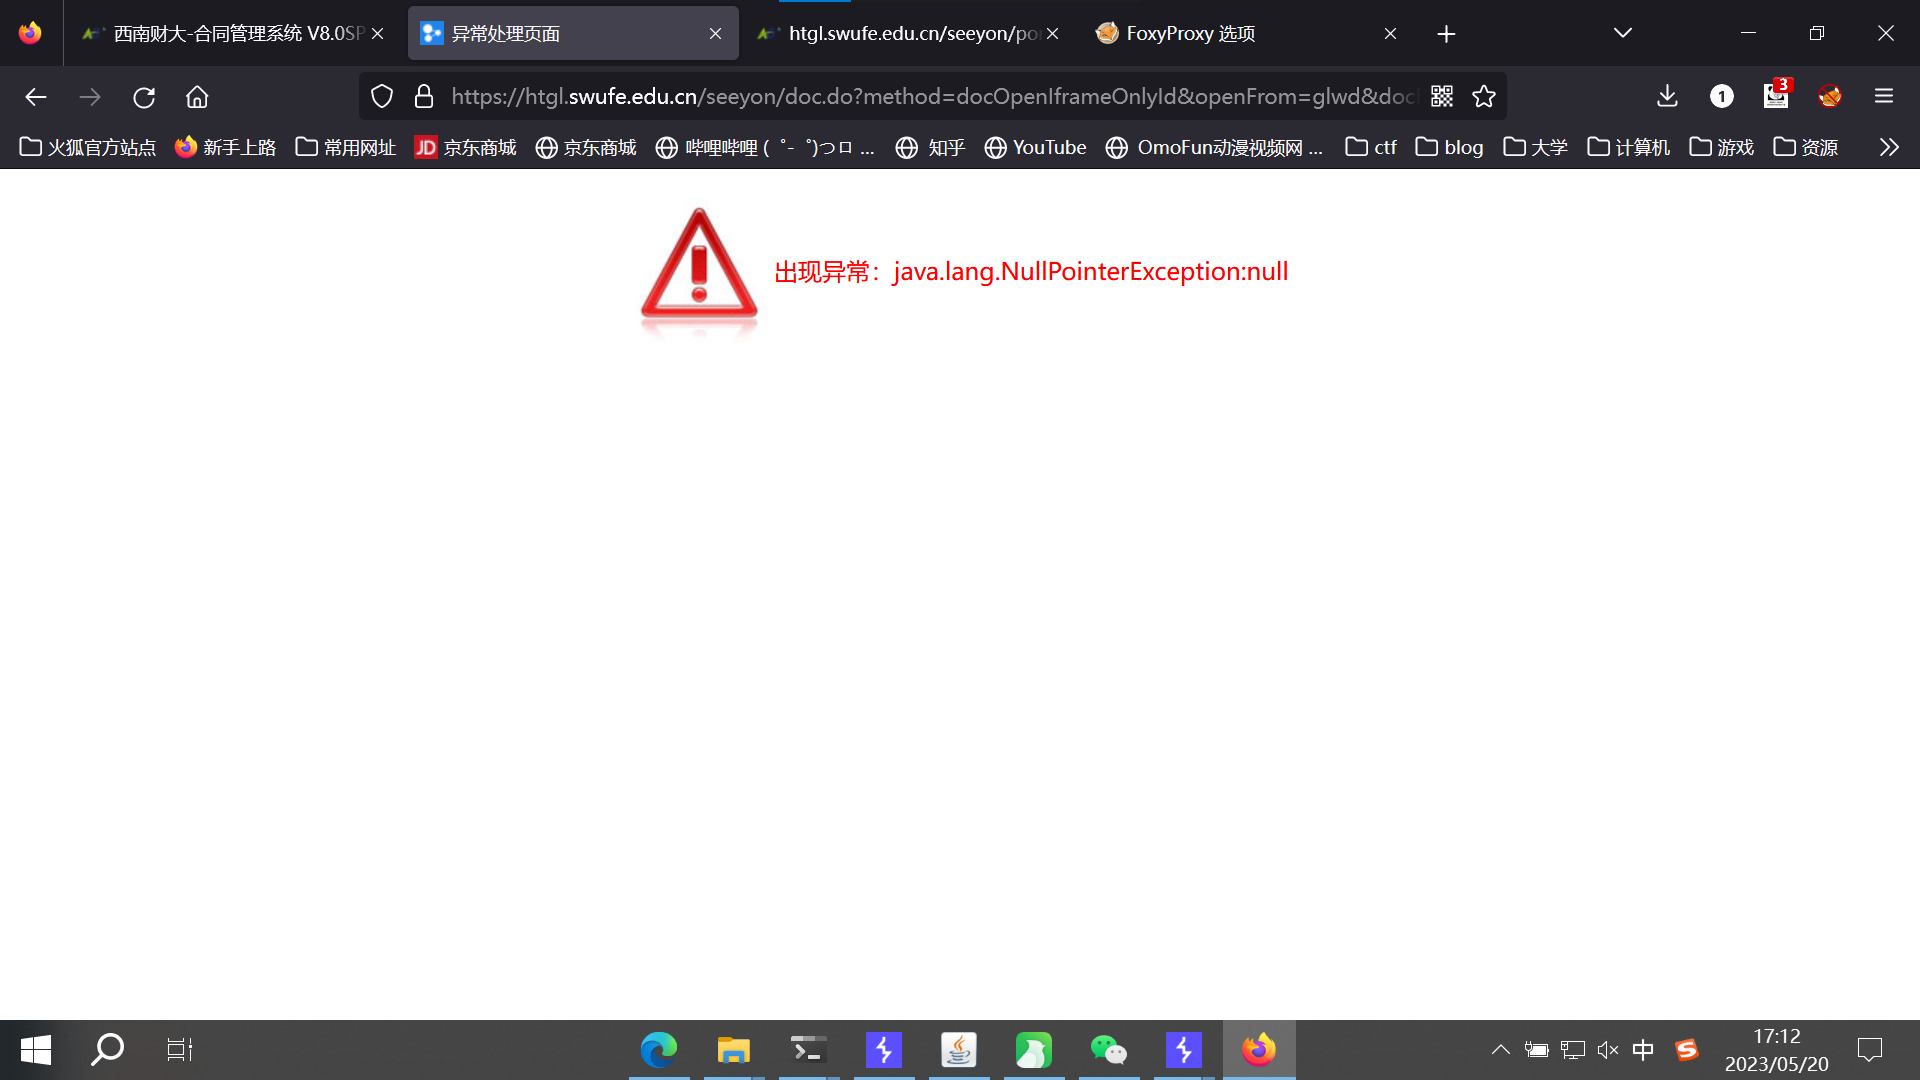 西南财大-合同管理系统 V8.0SP
异常处理页面
htgl.swufe.edu.cn/seeyon/por
FoxyProxy 选项
https://htgl.swufe.edu.cn/seeyon/doc.do?method=docOpenIframeOnlyId&openFrom=glwd&doc
1
3
火狐官方站点
新手上路
常用网址
JD 京东商城
京东商城
哔哩哔哩 ( ゜- ゜)つロ ...
知乎
YouTube
OmoFun动漫视频网 ...
ctf
blog
大学
计算机
游戏
资源
出现异常：java.lang.NullPointerException:null
中
S
17:12
2023/05/20